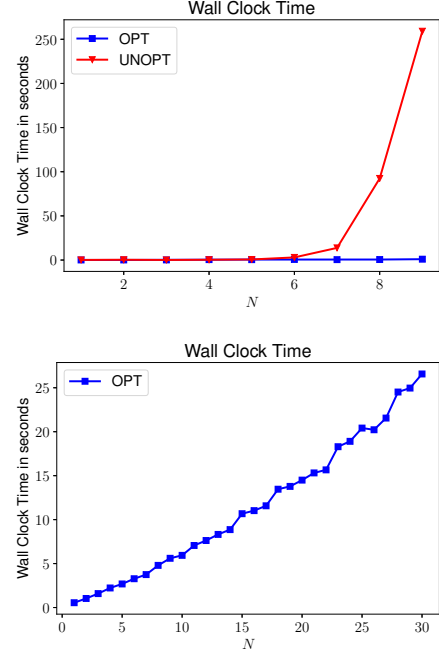 Wall Clock Time
OPT
UNOPT
Wall Clock Time in seconds
250
200
150
100
50
0
2 4 6 8
N
Wall Clock Time
OPT
Wall Clock Time in seconds
25
20
15
10
5
0
0 5 10 15 20 25 30
N